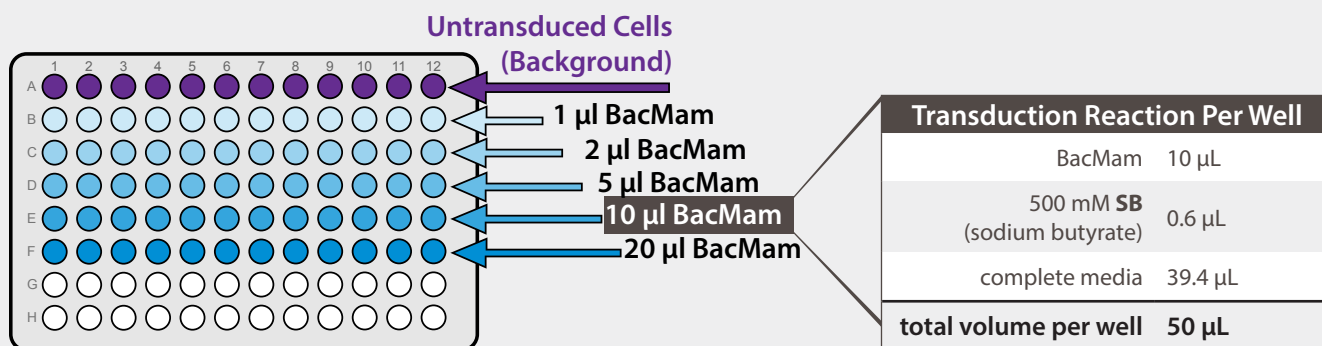 Untransduced Cells
(Background)
1 2 3 4 5 6 7 8 9 10 11 12
A
B
C
D
E
F
G
H
1 µl BacMam
2 µl BacMam
5 µl BacMam
10 µl BacMam
20 µl BacMam
Transduction Reaction Per Well
BacMam 10 µL
500 mM SB
(sodium butyrate) 0.6 µL
complete media 39.4 µL
total volume per well 50 µL